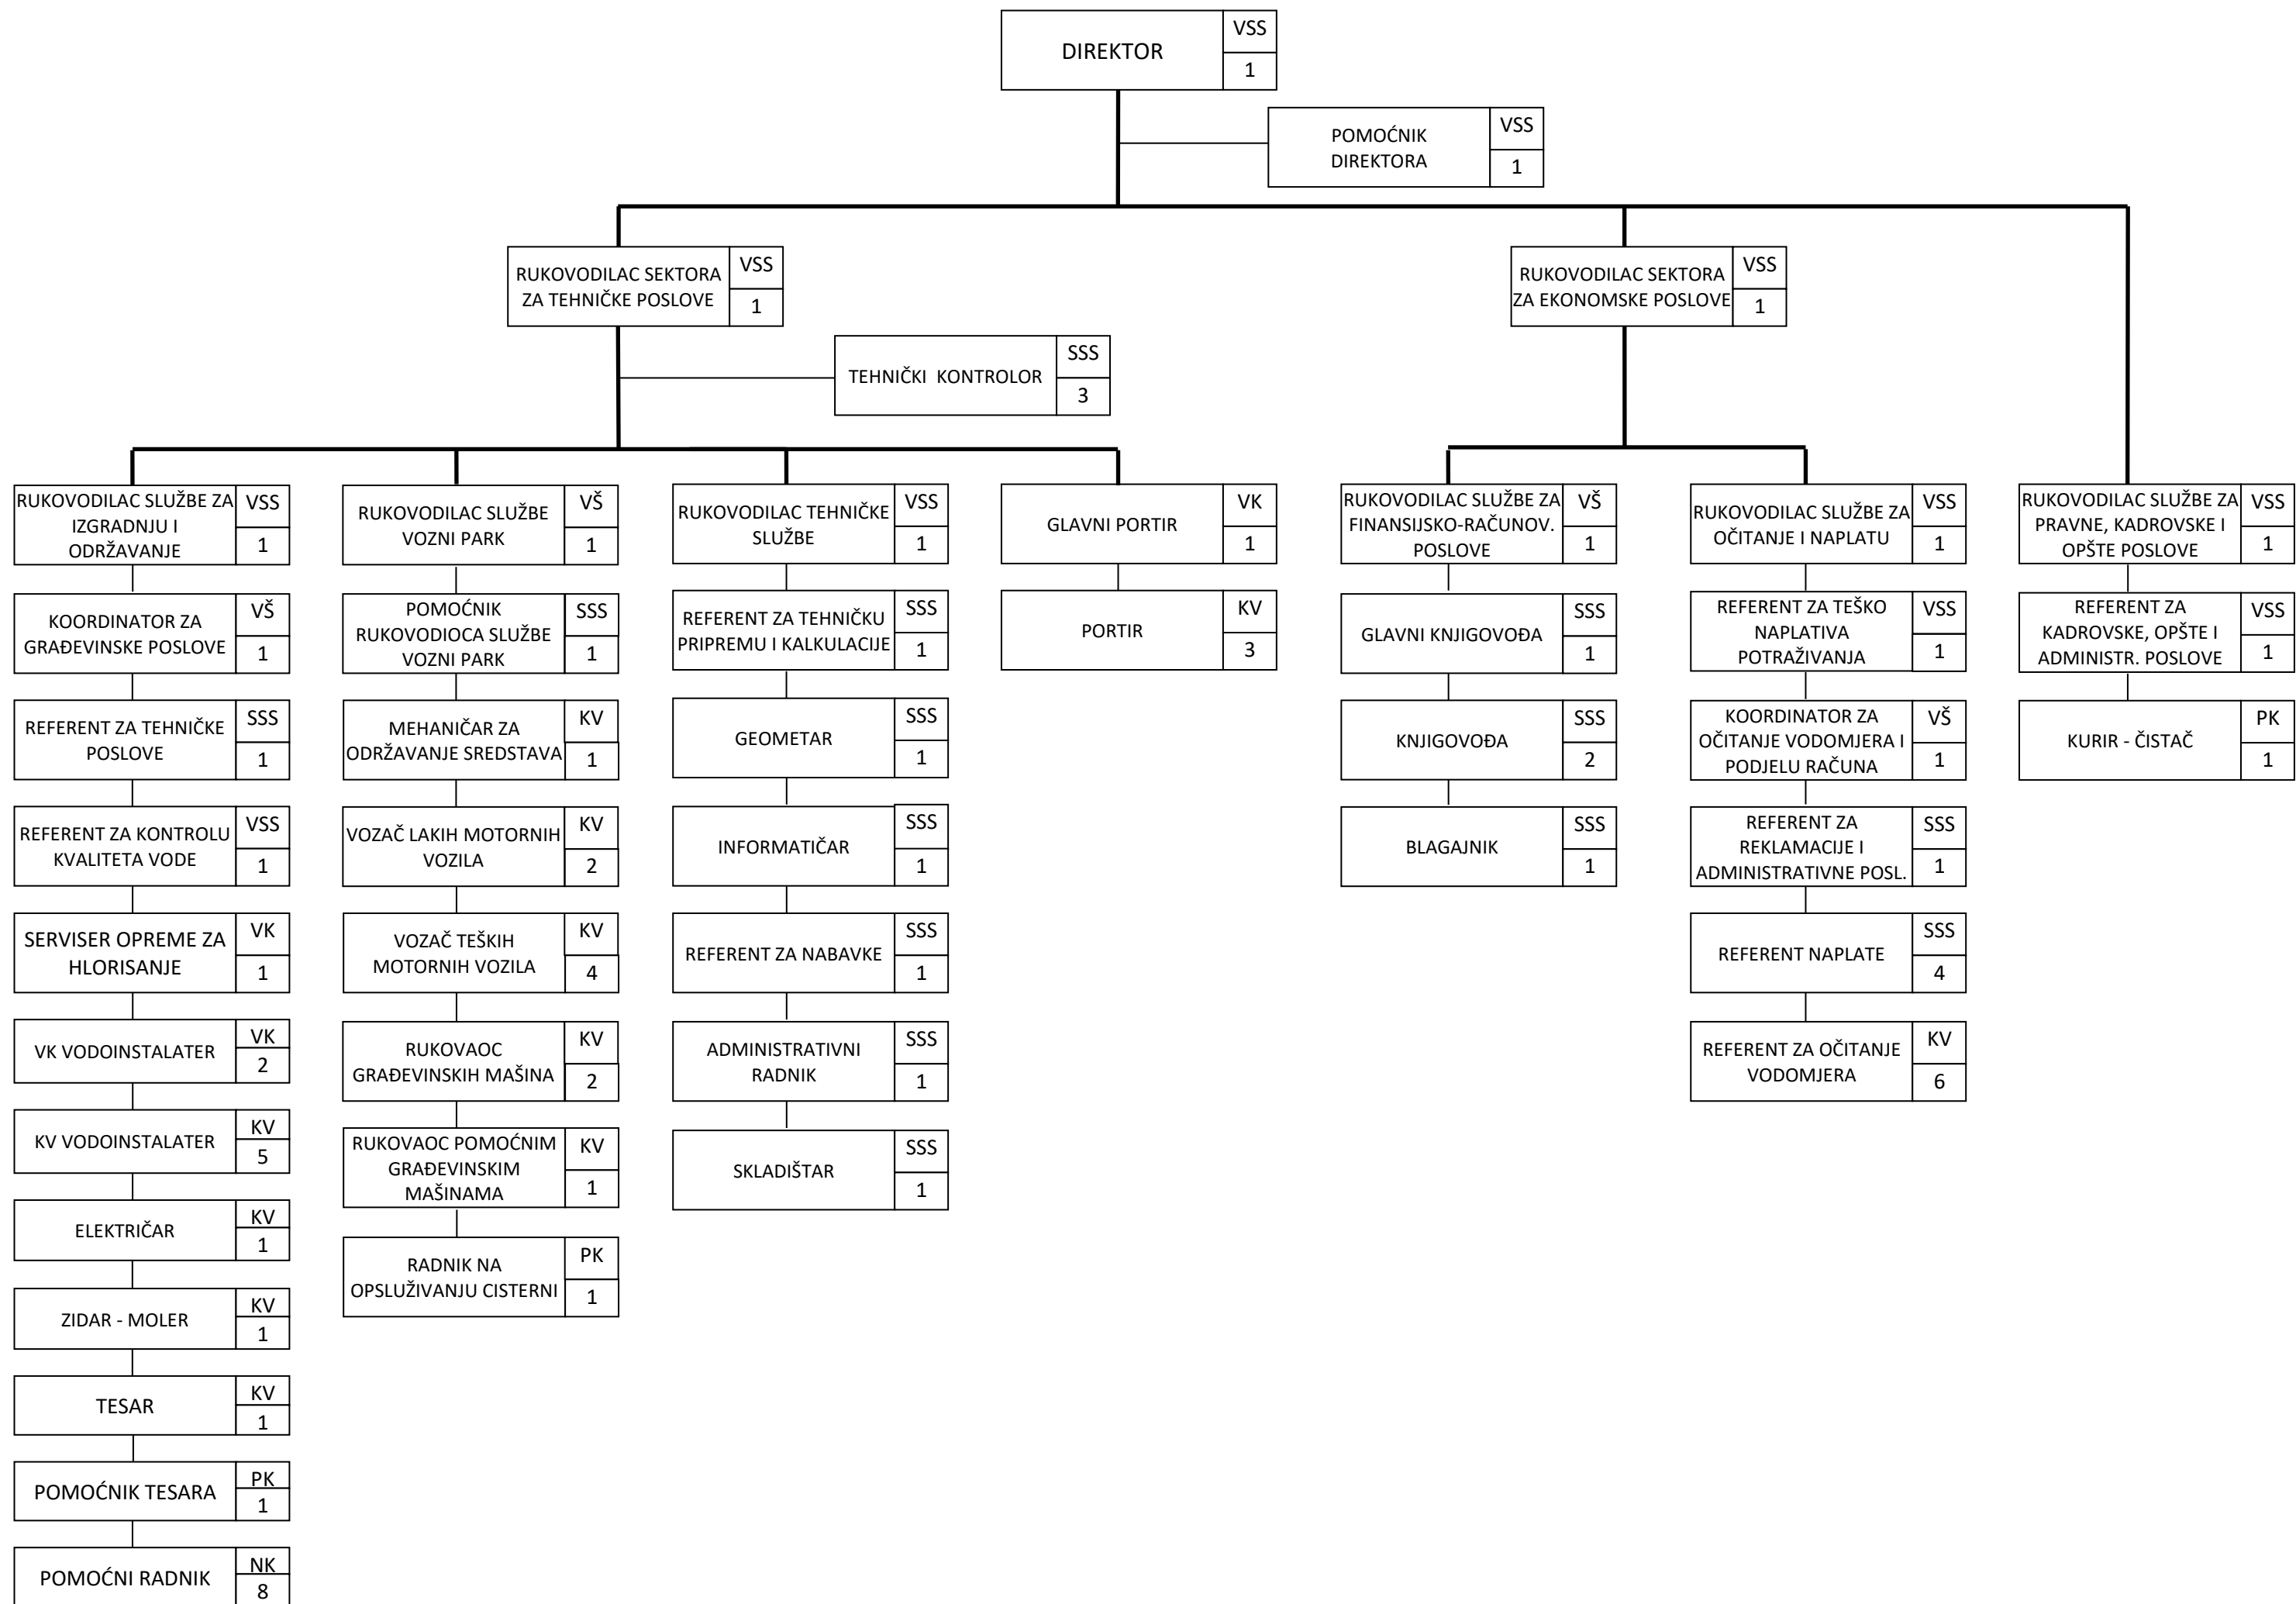 DIREKTOR
VSS
1
POMOĆNIK
DIREKTORA
VSS
1
RUKOVODILAC SEKTORA
ZA TEHNIČKE POSLOVE
VSS
1
RUKOVODILAC SEKTORA
ZA EKONOMSKE POSLOVE
VSS
1
TEHNIČKI KONTROLOR
SSS
3
RUKOVODILAC SLUŽBE ZA
IZGRADNJU I
ODRŽAVANJE
VSS
1
KOORDINATOR ZA
GRAĐEVINSKE POSLOVE
VŠ
1
REFERENT ZA TEHNIČKE
POSLOVE
SSS
1
REFERENT ZA KONTROLU
KVALITETA VODE
VSS
1
SERVISER OPREME ZA
HLORISANJE
VK
1
VK VODOINSTALATER
VK
2
KV VODOINSTALATER
KV
5
ELEKTRIČAR
KV
1
ZIDAR - MOLER
KV
1
TESAR
KV
1
POMOĆNIK TESARA
PK
1
POMOĆNI RADNIK
NK
8
RUKOVODILAC SLUŽBE
VOZNI PARK
VŠ
1
POMOĆNIK
RUKOVODIOCA SLUŽBE
VOZNI PARK
SSS
1
MEHANIČAR ZA
ODRŽAVANJE SREDSTAVA
KV
1
VOZAČ LAKIH MOTORNIH
VOZILA
KV
2
VOZAČ TEŠKIH
MOTORNIH VOZILA
KV
4
RUKOVAOC
GRAĐEVINSKIH MAŠINA
KV
2
RUKOVAOC POMOĆNIM
GRAĐEVINSKIM
MAŠINAMA
KV
1
RADNIK NA
OPSLUŽIVANJU CISTERNI
PK
1
RUKOVODILAC TEHNIČKE
SLUŽBE
VSS
1
REFERENT ZA TEHNIČKU
PRIPREMU I KALKULACIJE
SSS
1
GEOMETAR
SSS
1
INFORMATIČAR
SSS
1
REFERENT ZA NABAVKE
SSS
1
ADMINISTRATIVNI
RADNIK
SSS
1
SKLADIŠTAR
SSS
1
GLAVNI PORTIR
VK
1
PORTIR
KV
3
RUKOVODILAC SLUŽBE ZA
FINANSIJSKO-RAČUNOV.
POSLOVE
VŠ
1
GLAVNI KNJIGOVOĐA
SSS
1
KNJIGOVOĐA
SSS
2
BLAGAJNIK
SSS
1
RUKOVODILAC SLUŽBE ZA
OČITANJE I NAPLATU
VSS
1
REFERENT ZA TEŠKO
NAPLATIVA
POTRAŽIVANJA
VSS
1
KOORDINATOR ZA
OČITANJE VODOMJERA I
PODJELU RAČUNA
VŠ
1
REFERENT ZA
REKLAMACIJE I
ADMINISTRATIVNE POSL.
SSS
1
REFERENT NAPLATE
SSS
4
REFERENT ZA OČITANJE
VODOMJERA
KV
6
RUKOVODILAC SLUŽBE ZA
PRAVNE, KADROVSKE I
OPŠTE POSLOVE
VSS
1
REFERENT ZA
KADROVSKE, OPŠTE I
ADMINISTR. POSLOVE
VSS
1
KURIR - ČISTAČ
PK
1